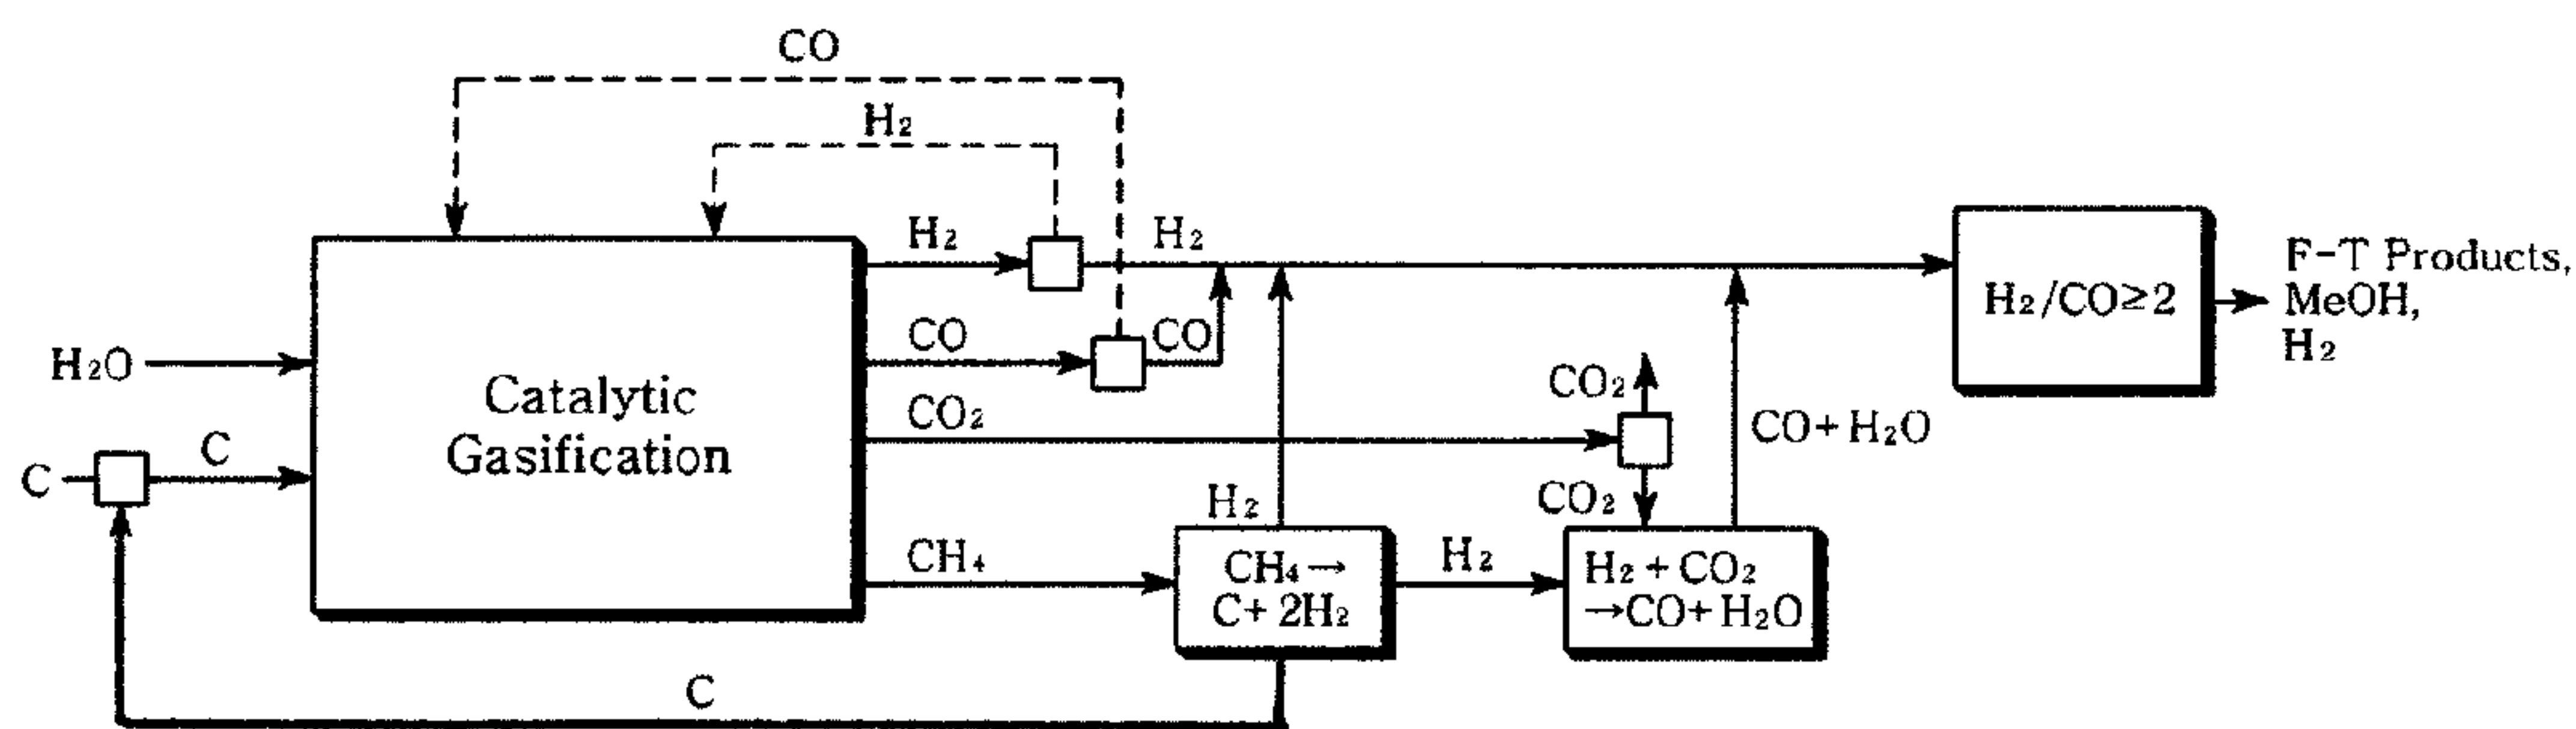 CO
H₂
H₂
H₂
F-T Products,
MeOH,
H₂
H₂/CO≥2
CO
CO
H₂O
Catalytic
Gasification
CO₂
CO₂
CO+H₂O
C
C
CO₂
H₂
CH₄
CH₄→
C+2H₂
H₂
H₂+CO₂
→CO+H₂O
C